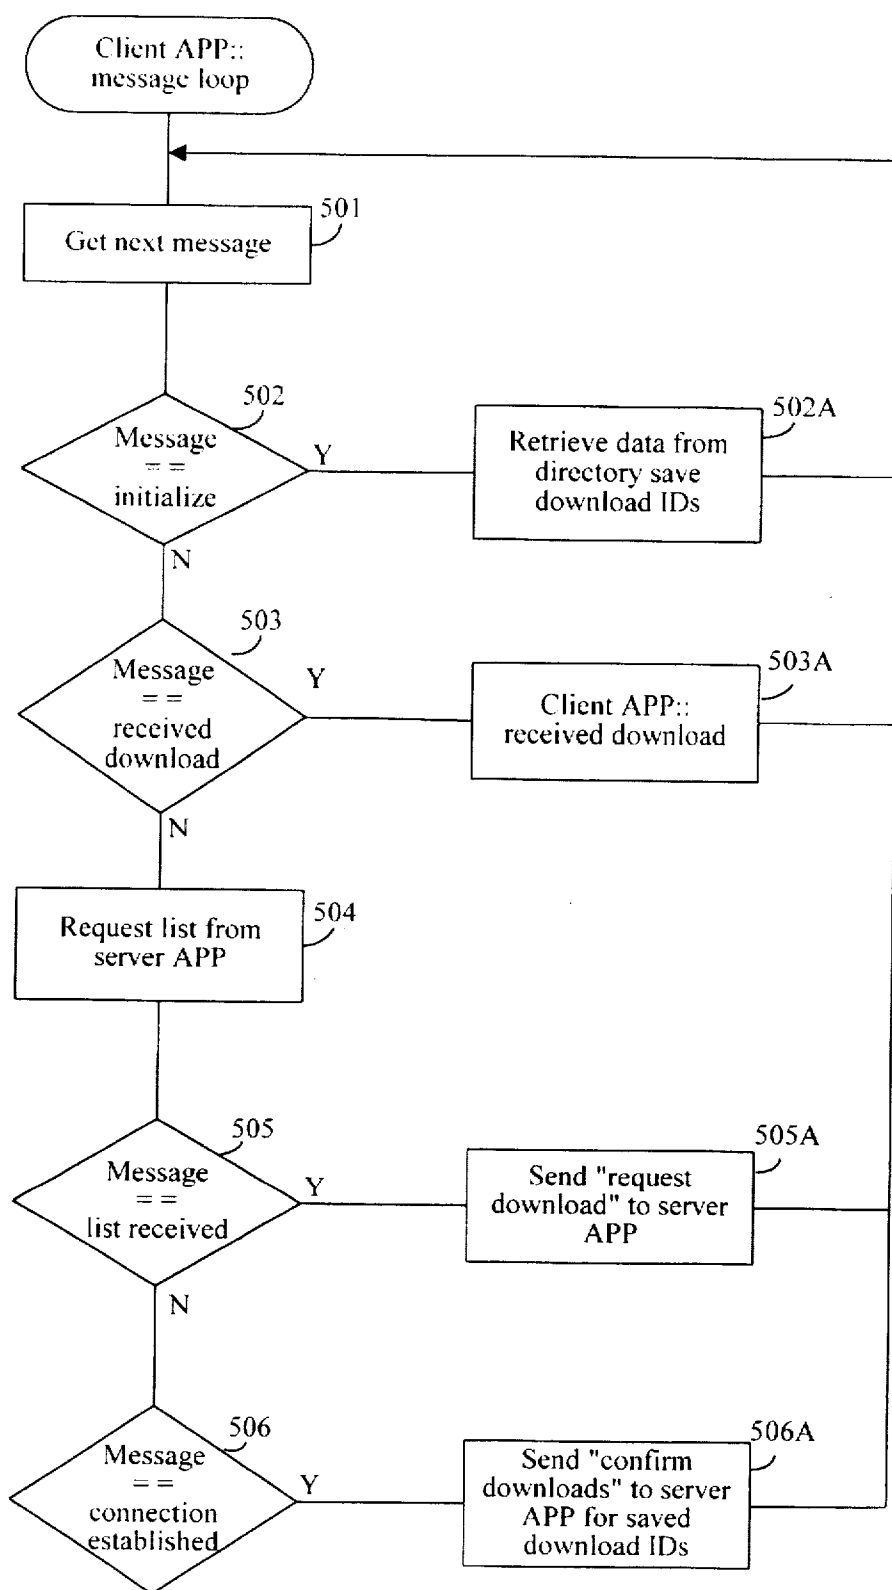 Client APP::
message loop
501
Get next message
502
Message
= =
initialize
Y
N
502A
Retrieve data from
directory save
download IDs
503
Message
= =
received
download
Y
N
503A
Client APP::
received download
504
Request list from
server APP
505
Message
= =
list received
Y
N
505A
Send "request
download" to server
APP
506
Message
= =
connection
established
Y
506A
Send "confirm
downloads" to server
APP for saved
download IDs